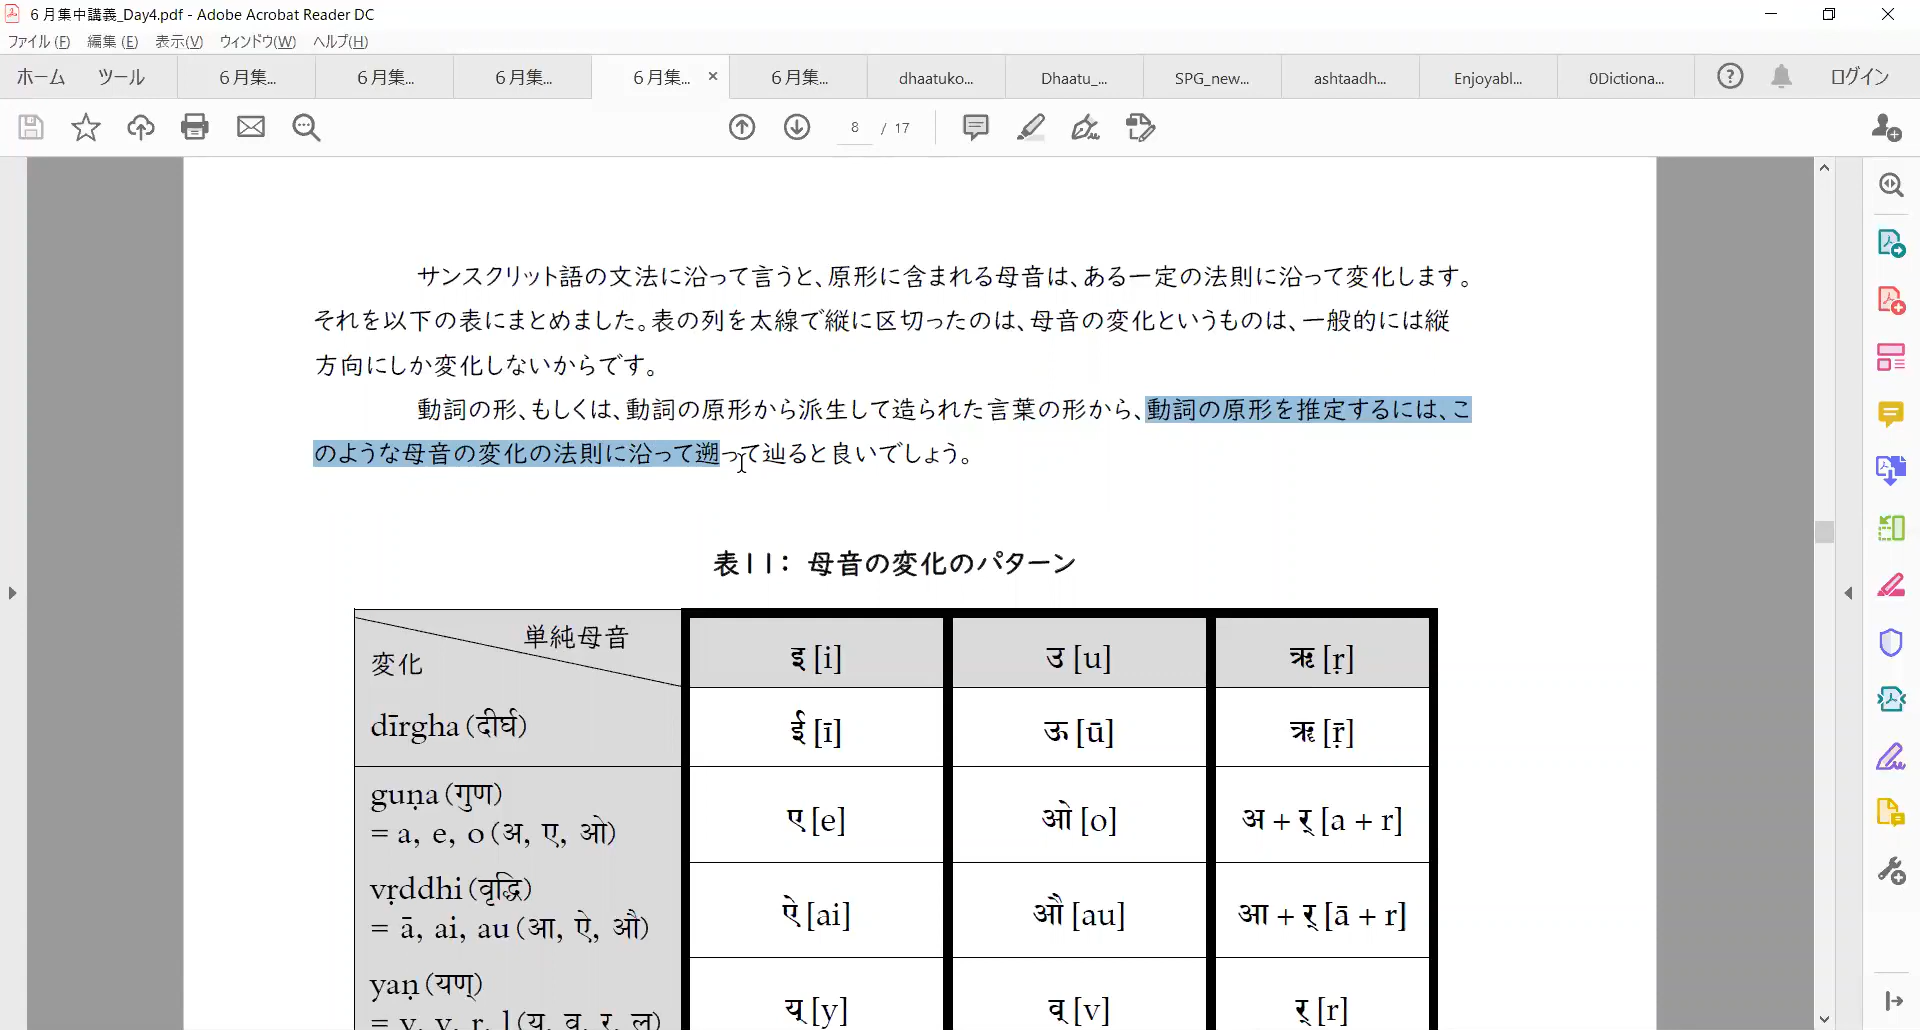 6月集中講義_Day4.pdf - Adobe Acrobat Reader DC
ファイル(F) 編集(E) 表示(V) ウィンドウ(W) ヘルプ(H)
ホーム ツール 6月集... 6月集... 6月集... 6月集... × 6月集... dhaatuko... Dhaatu_... SPG_new... ashtaadh... Enjoyabl... 0Dictiona... ログイン
8 / 17
サンスクリット語の文法に沿って言うと、原形に含まれる母音は、ある一定の法則に沿って変化します。
それを以下の表にまとめました。表の列を太線で縦に区切ったのは、母音の変化というものは、一般的には縦
方向にしか変化しないからです。
動詞の形、もしくは、動詞の原形から派生して造られた言葉の形から、動詞の原形を推定するには、こ
のような母音の変化の法則に沿って遡って辿ると良いでしょう。
表11: 母音の変化のパターン
単純母音
変化
इ [i] उ [u] ऋ [ṛ]
dīrgha (दीर्घ) ई [ī] ऊ [ū] ॠ [ṝ]
guṇa (गुण)
= a, e, o (अ, ए, ओ) ए [e] ओ [o] अ + र् [a + r]
vṛddhi (वृद्धि)
= ā, ai, au (आ, ऐ, औ) ऐ [ai] औ [au] आ + र् [ā + r]
yaṇ (यण्)
= y, v, r, l (य, व, र, ल) य् [y] व् [v] र् [r]